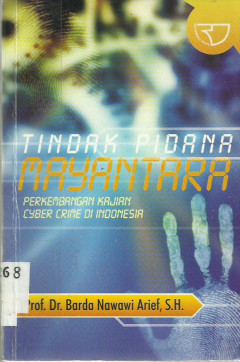 TINDAK PIDANA
MAYANTARA
PERKEMBANGAN KAJIAN
CYBER CRIME DI INDONESIA
68
Prof. Dr. Barda Nawawi Arief, S.H.